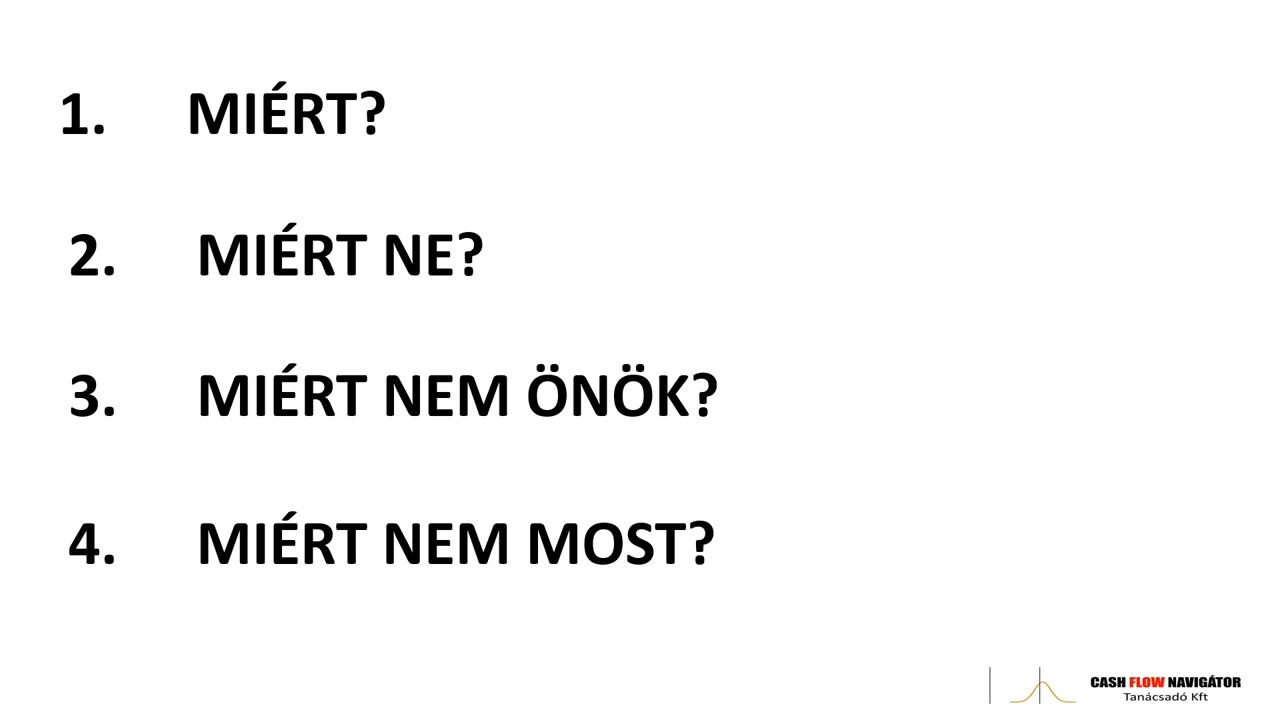 1. MIÉRT?
2. MIÉRT NE?
3. MIÉRT NEM ÖNÖK?
4. MIÉRT NEM MOST?
CASH FLOW NAVIGÁTOR
Tanácsadó Kft